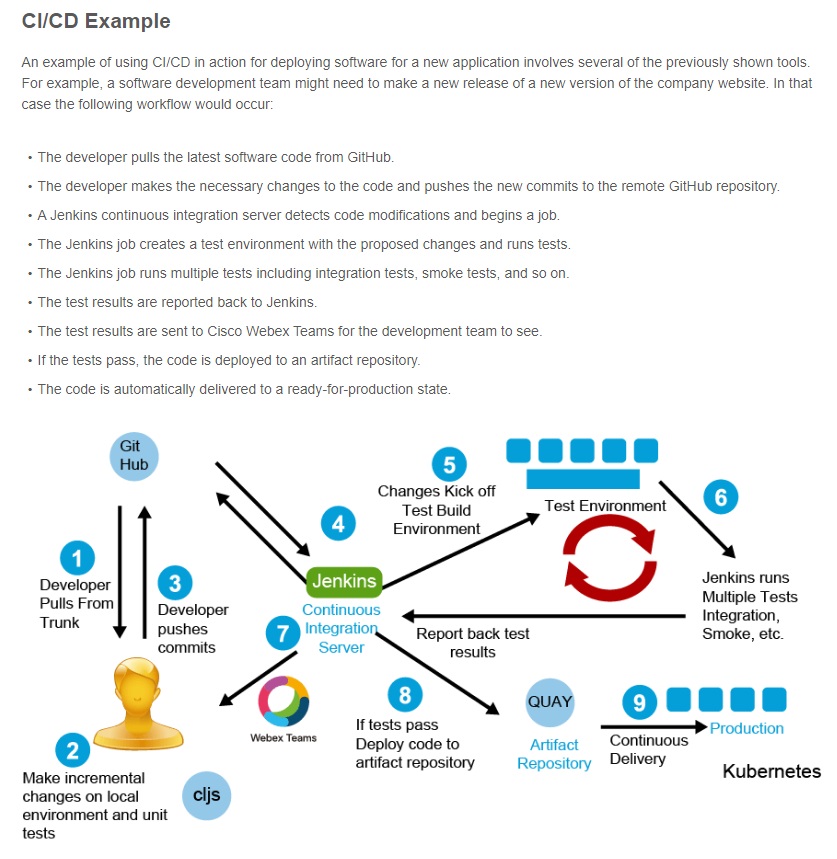 CI/CD Example
An example of using CI/CD in action for deploying software for a new application involves several of the previously shown tools.
For example, a software development team might need to make a new release of a new version of the company website. In that
case the following workflow would occur:
• The developer pulls the latest software code from GitHub.
• The developer makes the necessary changes to the code and pushes the new commits to the remote GitHub repository.
• A Jenkins continuous integration server detects code modifications and begins a job.
• The Jenkins job creates a test environment with the proposed changes and runs tests.
• The Jenkins job runs multiple tests including integration tests, smoke tests, and so on.
• The test results are reported back to Jenkins.
• The test results are sent to Cisco Webex Teams for the development team to see.
• If the tests pass, the code is deployed to an artifact repository.
• The code is automatically delivered to a ready-for-production state.
Git
Hub
1
Developer
Pulls From
Trunk
2
Make incremental
changes on local
environment and unit
tests
cljs
3
Developer
pushes
commits
4
Jenkins
Continuous
Integration
Server
5
Changes Kick off
Test Build
Environment
Test Environment
6
Jenkins runs
Multiple Tests
Integration,
Smoke, etc.
Report back test
results
7
Webex Teams
8
If tests pass
Deploy code to
artifact repository
QUAY
Artifact
Repository
9
Continuous
Delivery
Production
Kubernetes